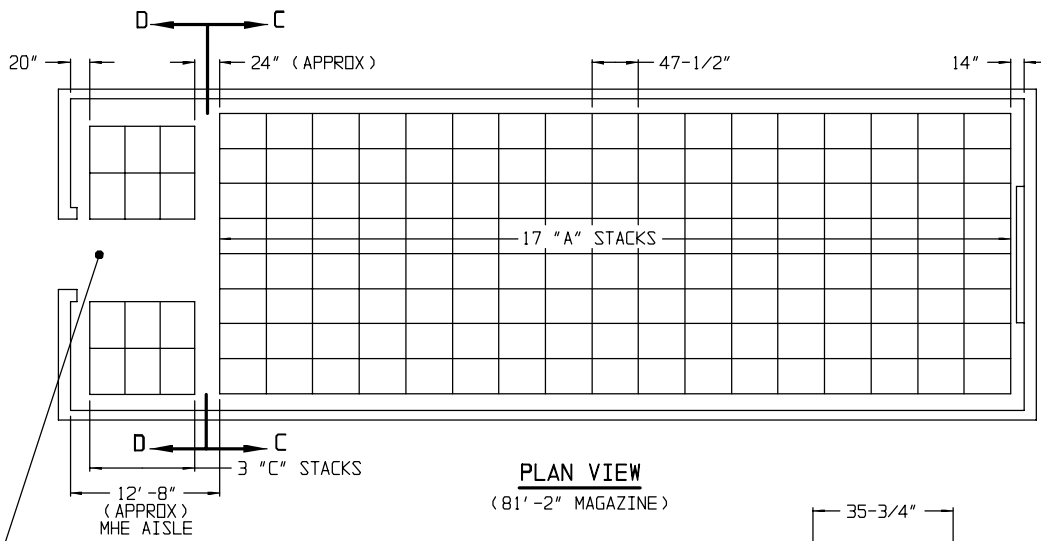 D C
20" 24" (APPROX) 47-1/2" 14"
17 "A" STACKS
D C
3 "C" STACKS
12'-8"
(APPROX)
MHE AISLE
PLAN VIEW
(81'-2" MAGAZINE)
35-3/4"